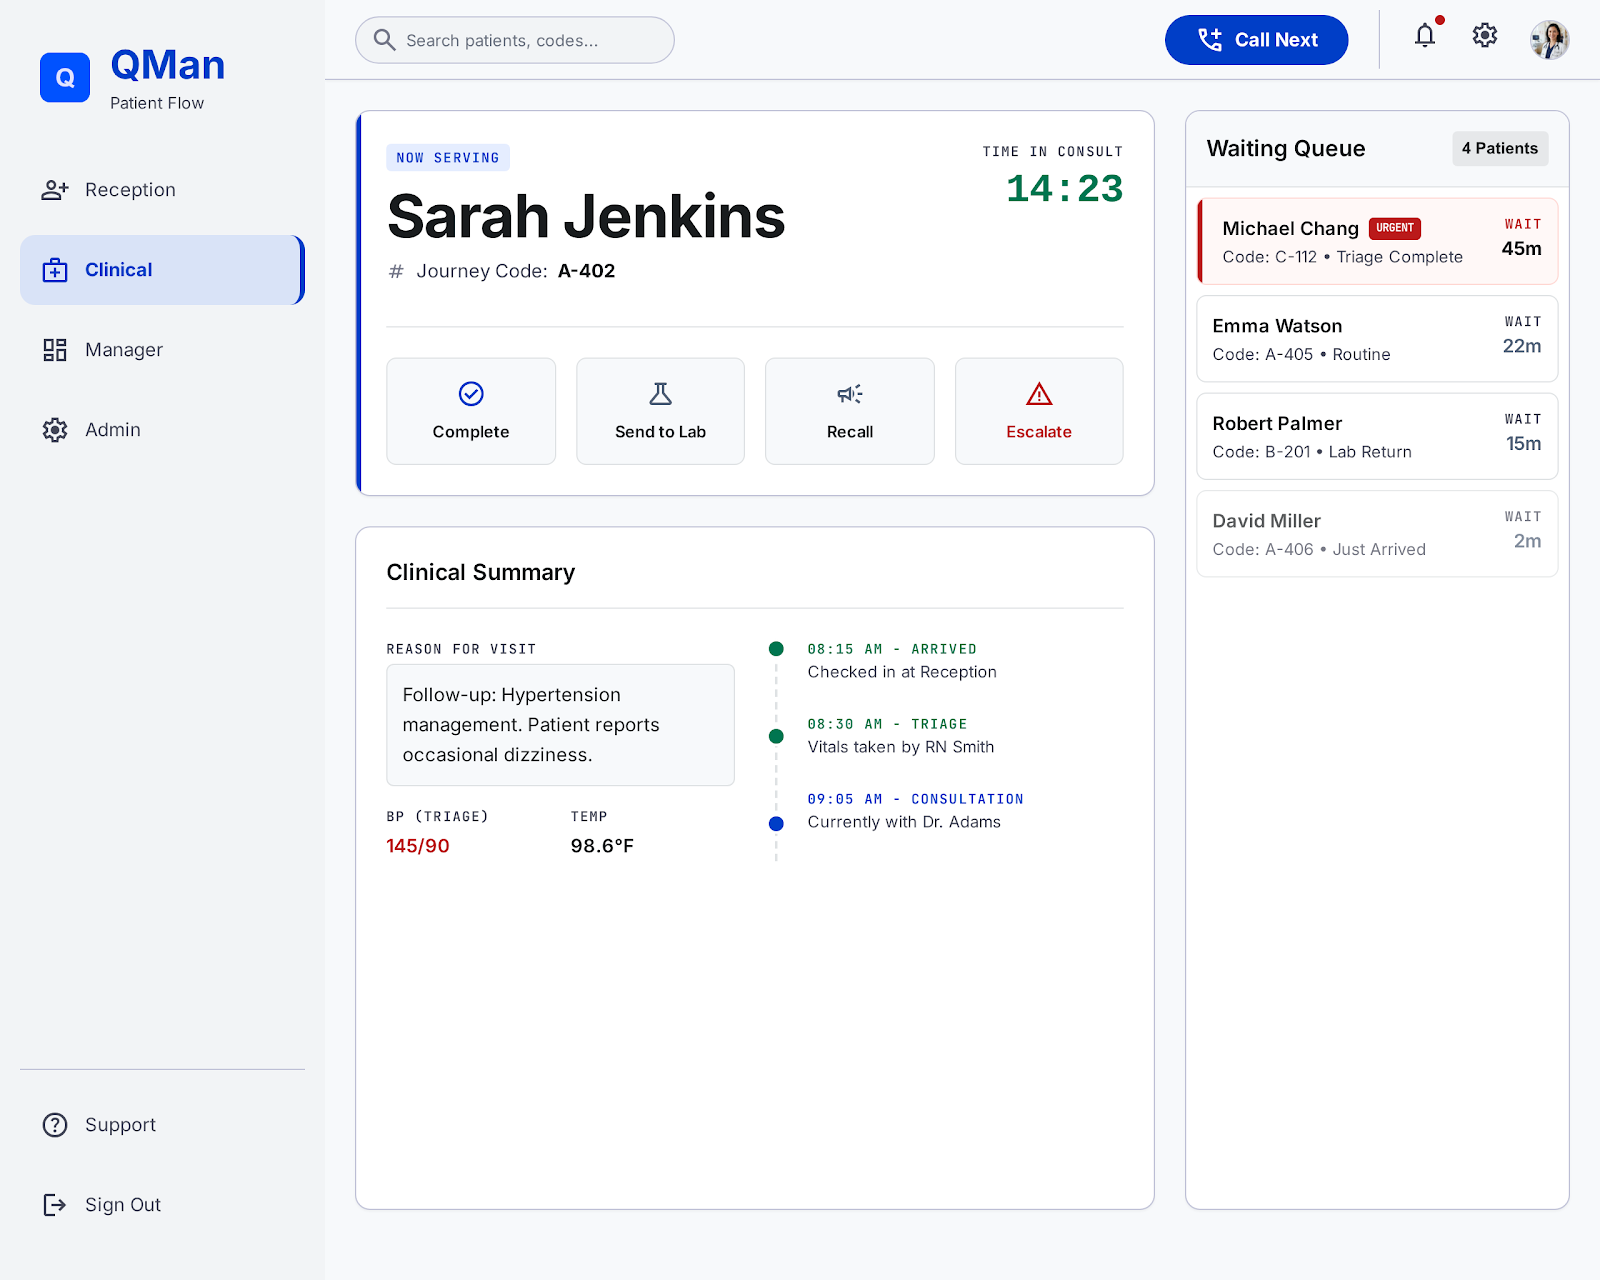 Q
QMan
Patient Flow
Reception
Clinical
Manager
Admin
Support
Sign Out
Search patients, codes...
Call Next
NOW SERVING
Sarah Jenkins
# Journey Code: A-402
TIME IN CONSULT
14:23
Complete
Send to Lab
Recall
Escalate
Clinical Summary
REASON FOR VISIT
Follow-up: Hypertension
management. Patient reports
occasional dizziness.
BP (TRIAGE)
145/90
TEMP
98.6°F
08:15 AM - ARRIVED
Checked in at Reception
08:30 AM - TRIAGE
Vitals taken by RN Smith
09:05 AM - CONSULTATION
Currently with Dr. Adams
Waiting Queue
4 Patients
Michael Chang URGENT
Code: C-112 • Triage Complete
WAIT
45m
Emma Watson
Code: A-405 • Routine
WAIT
22m
Robert Palmer
Code: B-201 • Lab Return
WAIT
15m
David Miller
Code: A-406 • Just Arrived
WAIT
2m